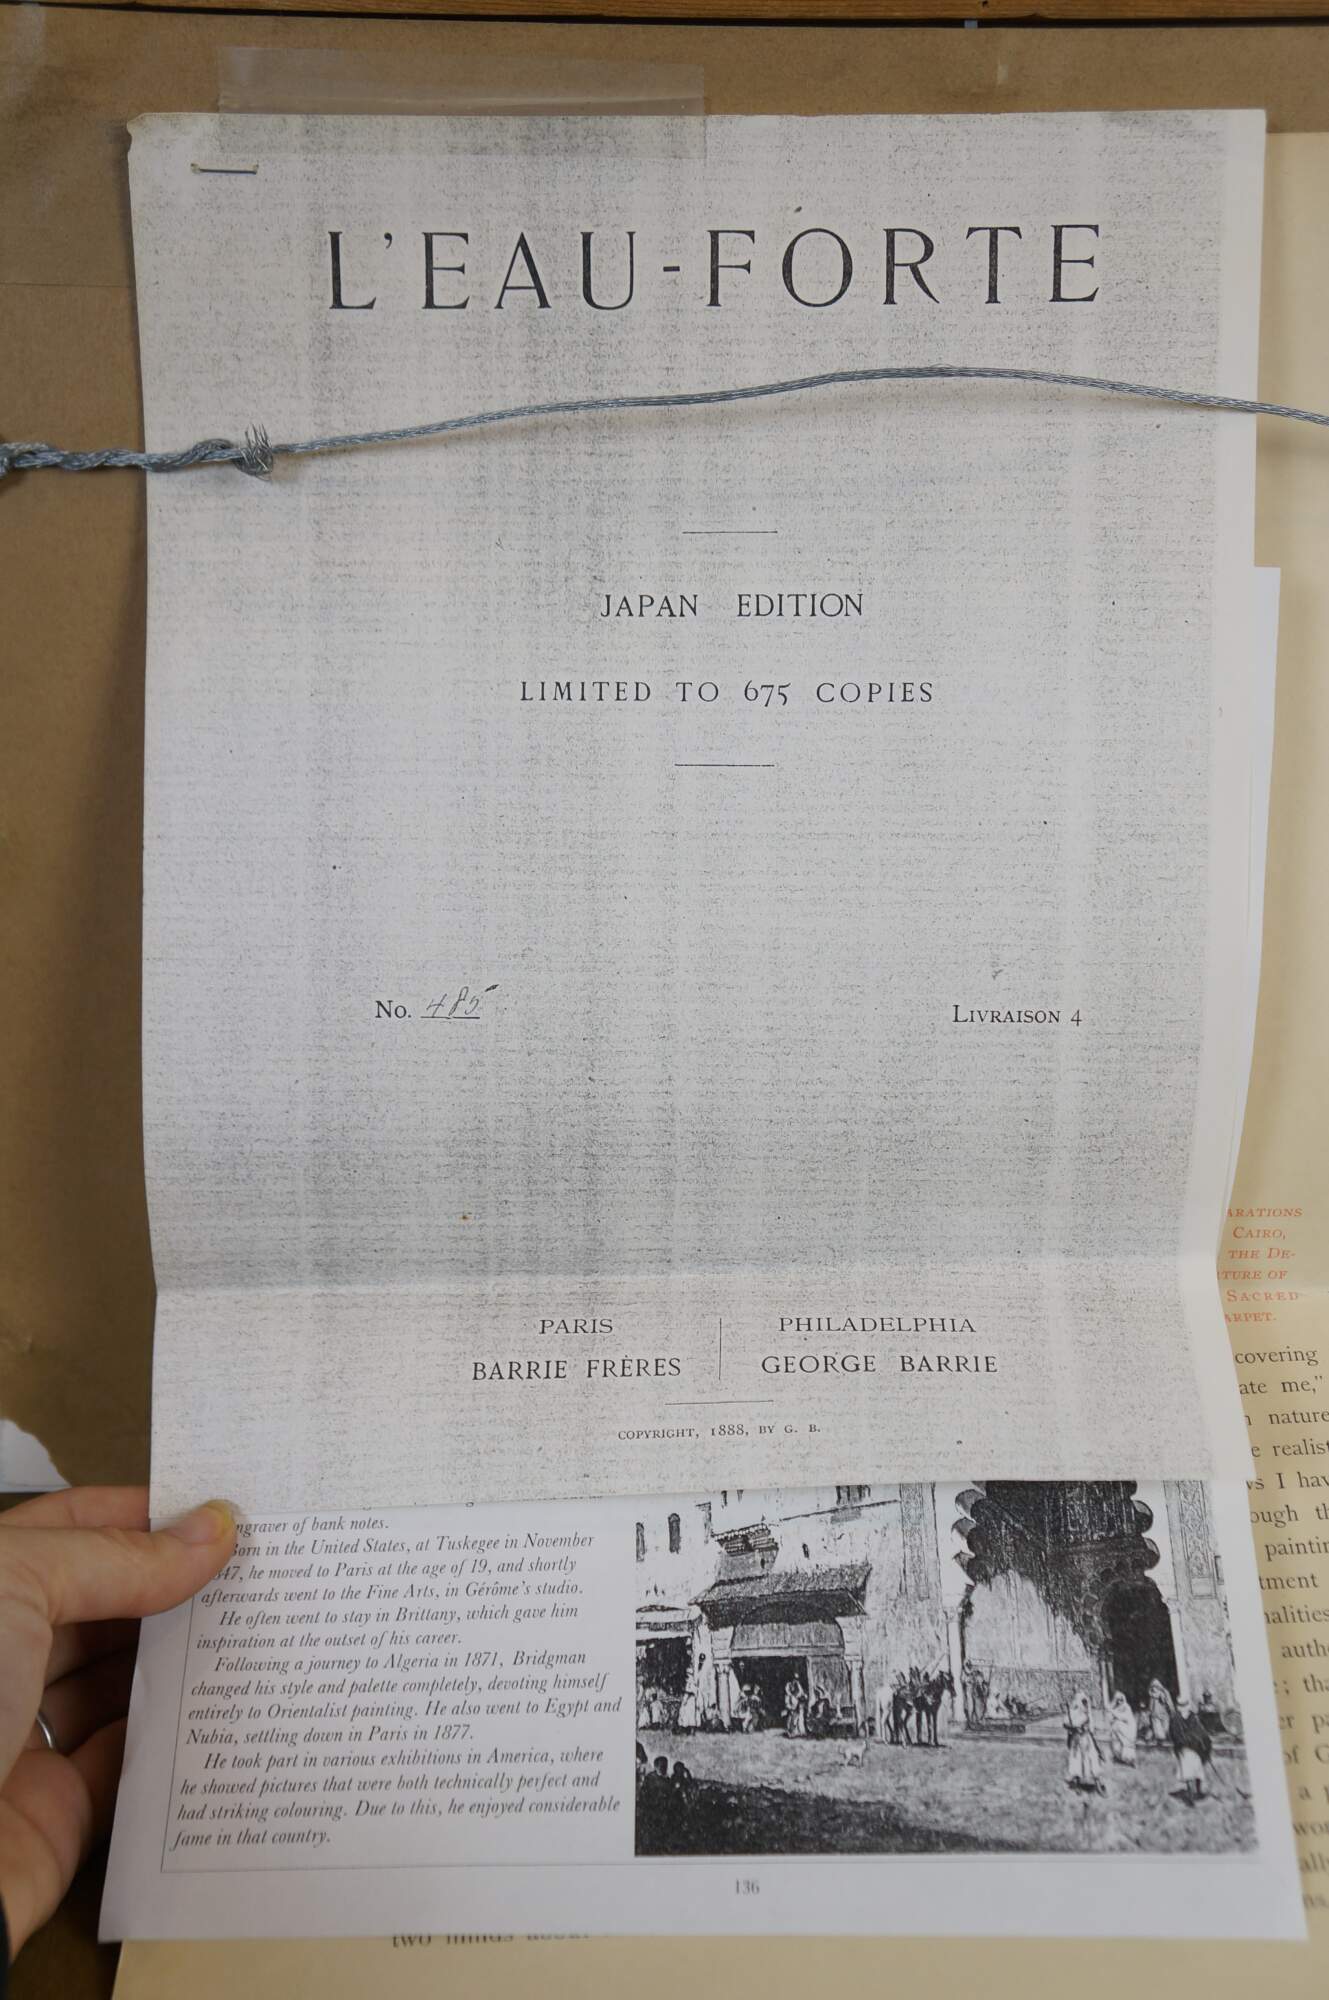 L'EAU-FORTE
JAPAN EDITION
LIMITED TO 675 COPIES
No. 485
LIVRAISON 4
PARIS
BARRIE FRÈRES
PHILADELPHIA
GEORGE BARRIE
COPYRIGHT, 1888, BY G. B.
of bank notes.
in the United States, at Tuskegee in November
he moved to Paris at the age of 19, and shortly
afterwards went to the Fine Arts, in Gérôme's studio.
He often went to stay in Brittany, which gave him
inspiration at the outset of his career.
Following a journey to Algeria in 1871, Bridgman
changed his style and palette completely, devoting himself
entirely to Orientalist painting. He also went to Egypt and
Nubia, settling down in Paris in 1877.
He took part in various exhibitions in America, where
he showed pictures that were both technically perfect and
had striking colouring. Due to this, he enjoyed considerable
fame in that country.
136
CAIRO,
THE DE-
OF
SACRED
covering
me,"
nature
I